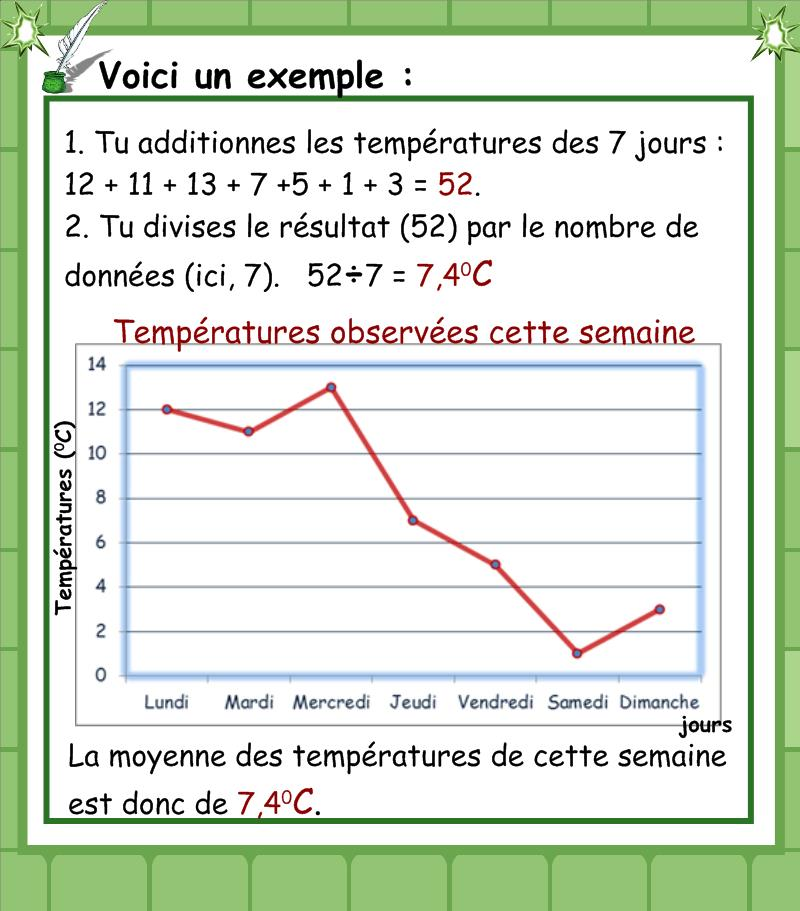 Voici un exemple :
1. Tu additionnes les températures des 7 jours :
12 + 11 + 13 + 7 +5 + 1 + 3 = 52.
2. Tu divises le résultat (52) par le nombre de
données (ici, 7). 52÷7 = 7,4⁰C
Températures observées cette semaine
Températures (⁰C)
14
12
10
8
6
4
2
0
Lundi Mardi Mercredi Jeudi Vendredi Samedi Dimanche
jours
La moyenne des températures de cette semaine
est donc de 7,4⁰C.